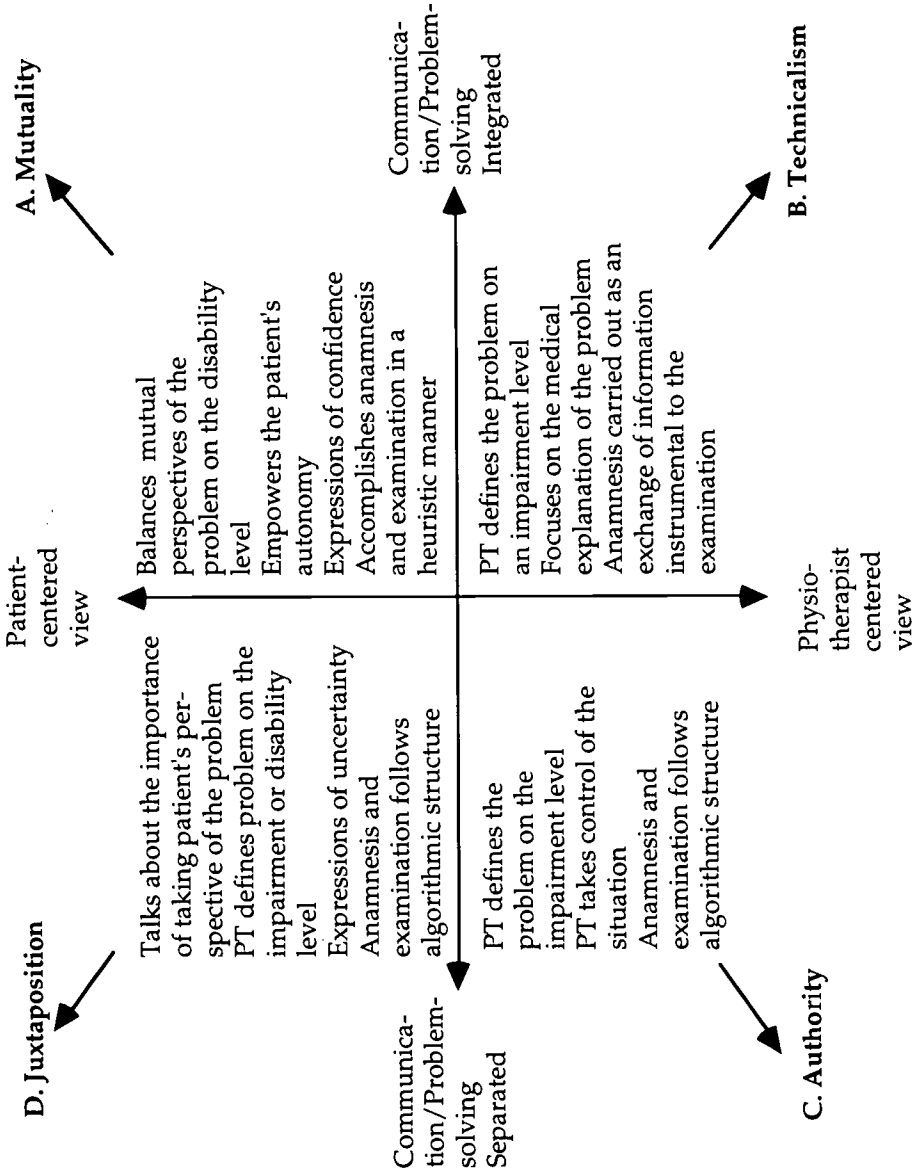 D. Juxtaposition
Patient-
centered
view
A. Mutuality
Talks about the importance
of taking patient's per-
spective of the problem
PT defines problem on the
impairment or disability
level
Expressions of uncertainty
Anamnesis and
examination follows
algorithmic structure
Balances mutual
perspectives of the
problem on the disability
level
Empowers the patient's
autonomy
Expressions of confidence
Accomplishes anamnesis
and examination in a
heuristic manner
Communica-
tion/Problem-
solving
Separated
Communica-
tion/Problem-
solving
Integrated
PT defines the
problem on the
impairment level
PT takes control of the
situation
Anamnesis and
examination follows
algorithmic structure
PT defines the problem on
an impairment level
Focuses on the medical
explanation of the problem
Anamnesis carried out as an
exchange of information
instrumental to the
examination
C. Authority
Physio-
therapist
centered
view
B. Technicalism